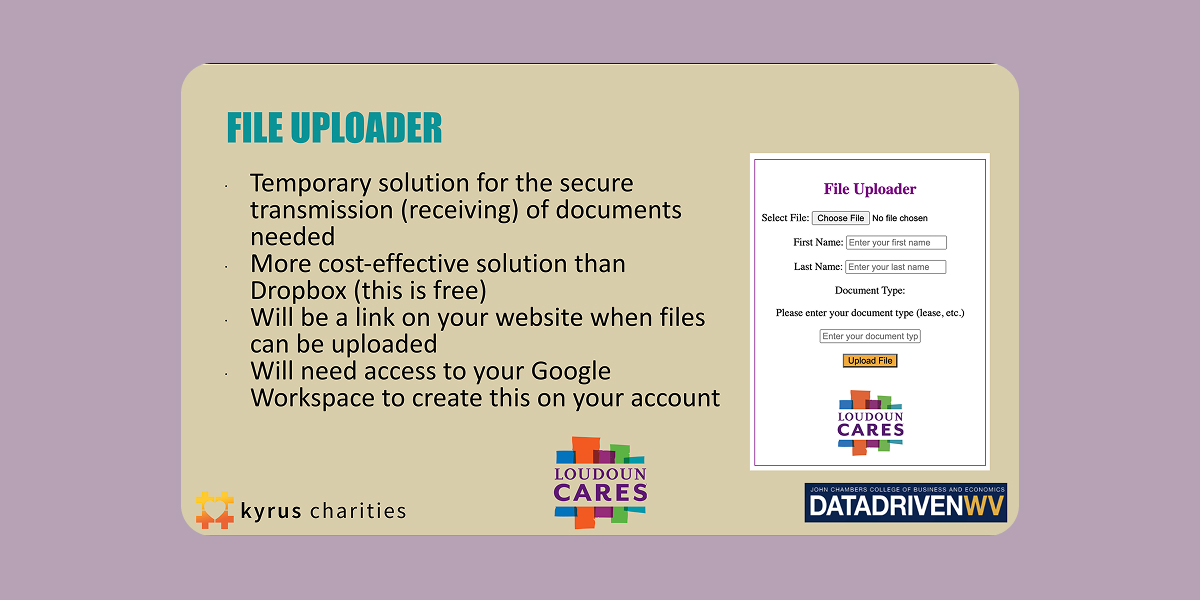 FILE UPLOADER
· Temporary solution for the secure
transmission (receiving) of documents
needed
· More cost-effective solution than
Dropbox (this is free)
· Will be a link on your website when files
can be uploaded
· Will need access to your Google
Workspace to create this on your account
File Uploader
Select File: Choose File No file chosen
First Name: Enter your first name
Last Name: Enter your last name
Document Type:
Please enter your document type (lease, etc.)
Enter your document typ
Upload File
LOUDOUN
CARES
LOUDOUN
CARES
kyrus charities
JOHN CHAMBERS COLLEGE OF BUSINESS AND ECONOMICS
DATADRIVENWV